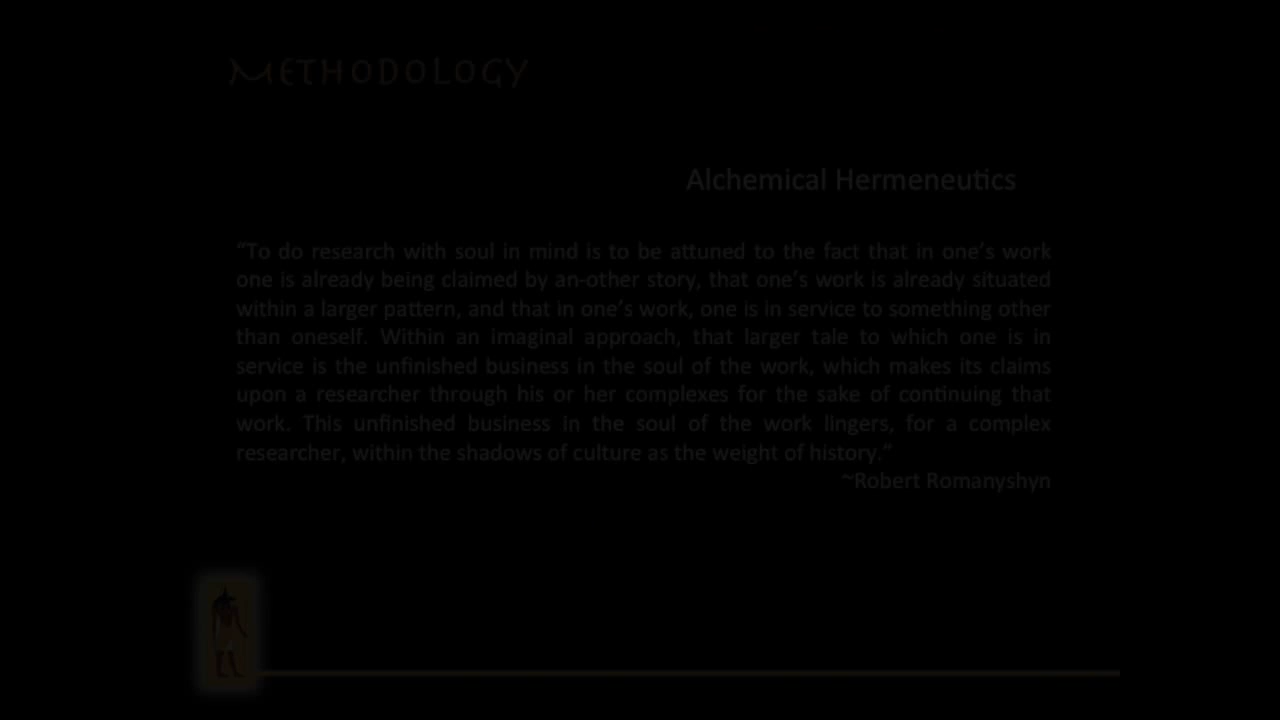 METHODOLOGY
Alchemical Hermeneutics
“To do research with soul in mind is to be attuned to the fact that in one’s work
one is already being claimed by an-other story, that one’s work is already situated
within a larger pattern, and that in one’s work, one is in service to something other
than oneself. Within an imaginal approach, that larger tale to which one is in
service is the unfinished business in the soul of the work, which makes its claims
upon a researcher through his or her complexes for the sake of continuing that
work. This unfinished business in the soul of the work lingers, for a complex
researcher, within the shadows of culture as the weight of history.”
~Robert Romanyshyn